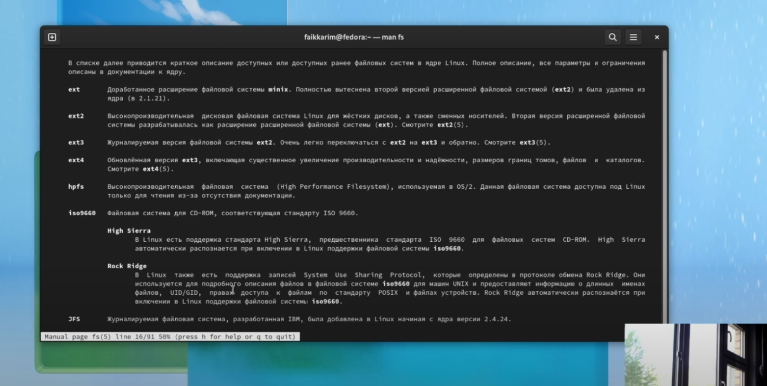 faikkarim@fedora:~ — man fs
В списке далее приводится краткое описание доступных или доступных ранее файловых систем в ядре Linux. Полное описание, все параметры и ограничения
описаны в документации к ядру.
ext Доработанное расширение файловой системы minix. Полностью вытеснена второй версией расширенной файловой системой (ext2) и была удалена из
ядра (в 2.1.21).
ext2 Высокопроизводительная дисковая файловая система Linux для жёстких дисков, а также сменных носителей. Вторая версия расширенной файловой
системы разрабатывалась как расширение расширенной файловой системы (ext). Смотрите ext2(5).
ext3 Журналируемая версия файловой системы ext2. Очень легко переключаться с ext2 на ext3 и обратно. Смотрите ext3(5).
ext4 Обновлённая версия ext3, включающая существенное увеличение производительности и надёжности, размеров границ томов, файлов и каталогов.
Смотрите ext4(5).
hpfs Высокопроизводительная файловая система (High Performance Filesystem), используемая в OS/2. Данная файловая система доступна под Linux
только для чтения из-за отсутствия документации.
iso9660 Файловая система для CD-ROM, соответствующая стандарту ISO 9660.
High Sierra
В Linux есть поддержка стандарта High Sierra, предшественника стандарта ISO 9660 для файловых систем CD-ROM. High Sierra
автоматически распознается при включении в Linux поддержки файловой системы iso9660.
Rock Ridge
В Linux также есть поддержка записей System Use Sharing Protocol, которые определены в протоколе обмена Rock Ridge. Они
используются для подробного описания файлов в файловой системе iso9660 для машин UNIX и предоставляют информацию о длинных именах
файлов, UID/GID, правах доступа к файлам по стандарту POSIX и файлах устройств. Rock Ridge автоматически распознаётся при
включении в Linux поддержки файловой системы iso9660.
JFS Журналируемая файловая система, разработанная IBM, была добавлена в Linux начиная с ядра версии 2.4.24.
Manual page fs(5) line 16/91 50% (press h for help or q to quit)